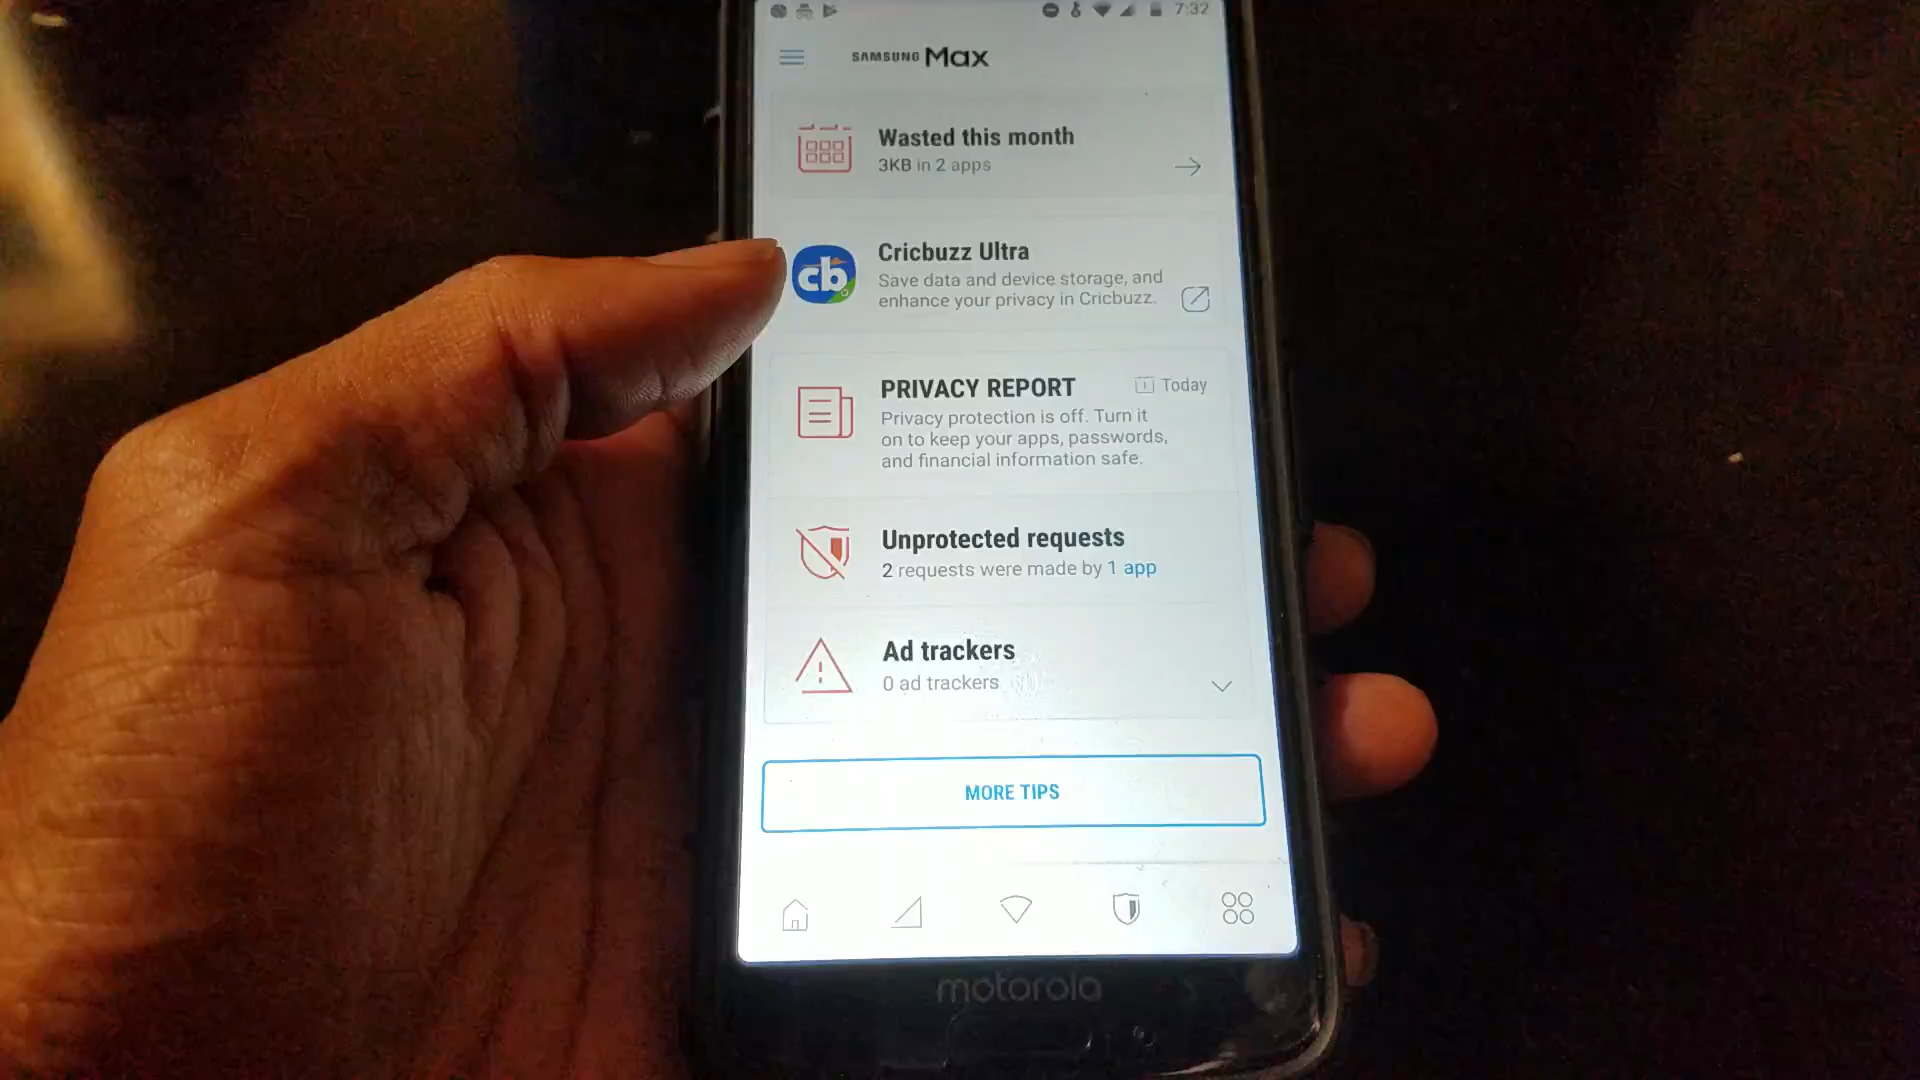 7:32
SAMSUNG Max
Wasted this month
3KB in 2 apps
cb
Cricbuzz Ultra
Save data and device storage, and
enhance your privacy in Cricbuzz.
PRIVACY REPORT
Today
Privacy protection is off. Turn it
on to keep your apps, passwords,
and financial information safe.
Unprotected requests
2 requests were made by 1 app
Ad trackers
0 ad trackers
MORE TIPS
motorola